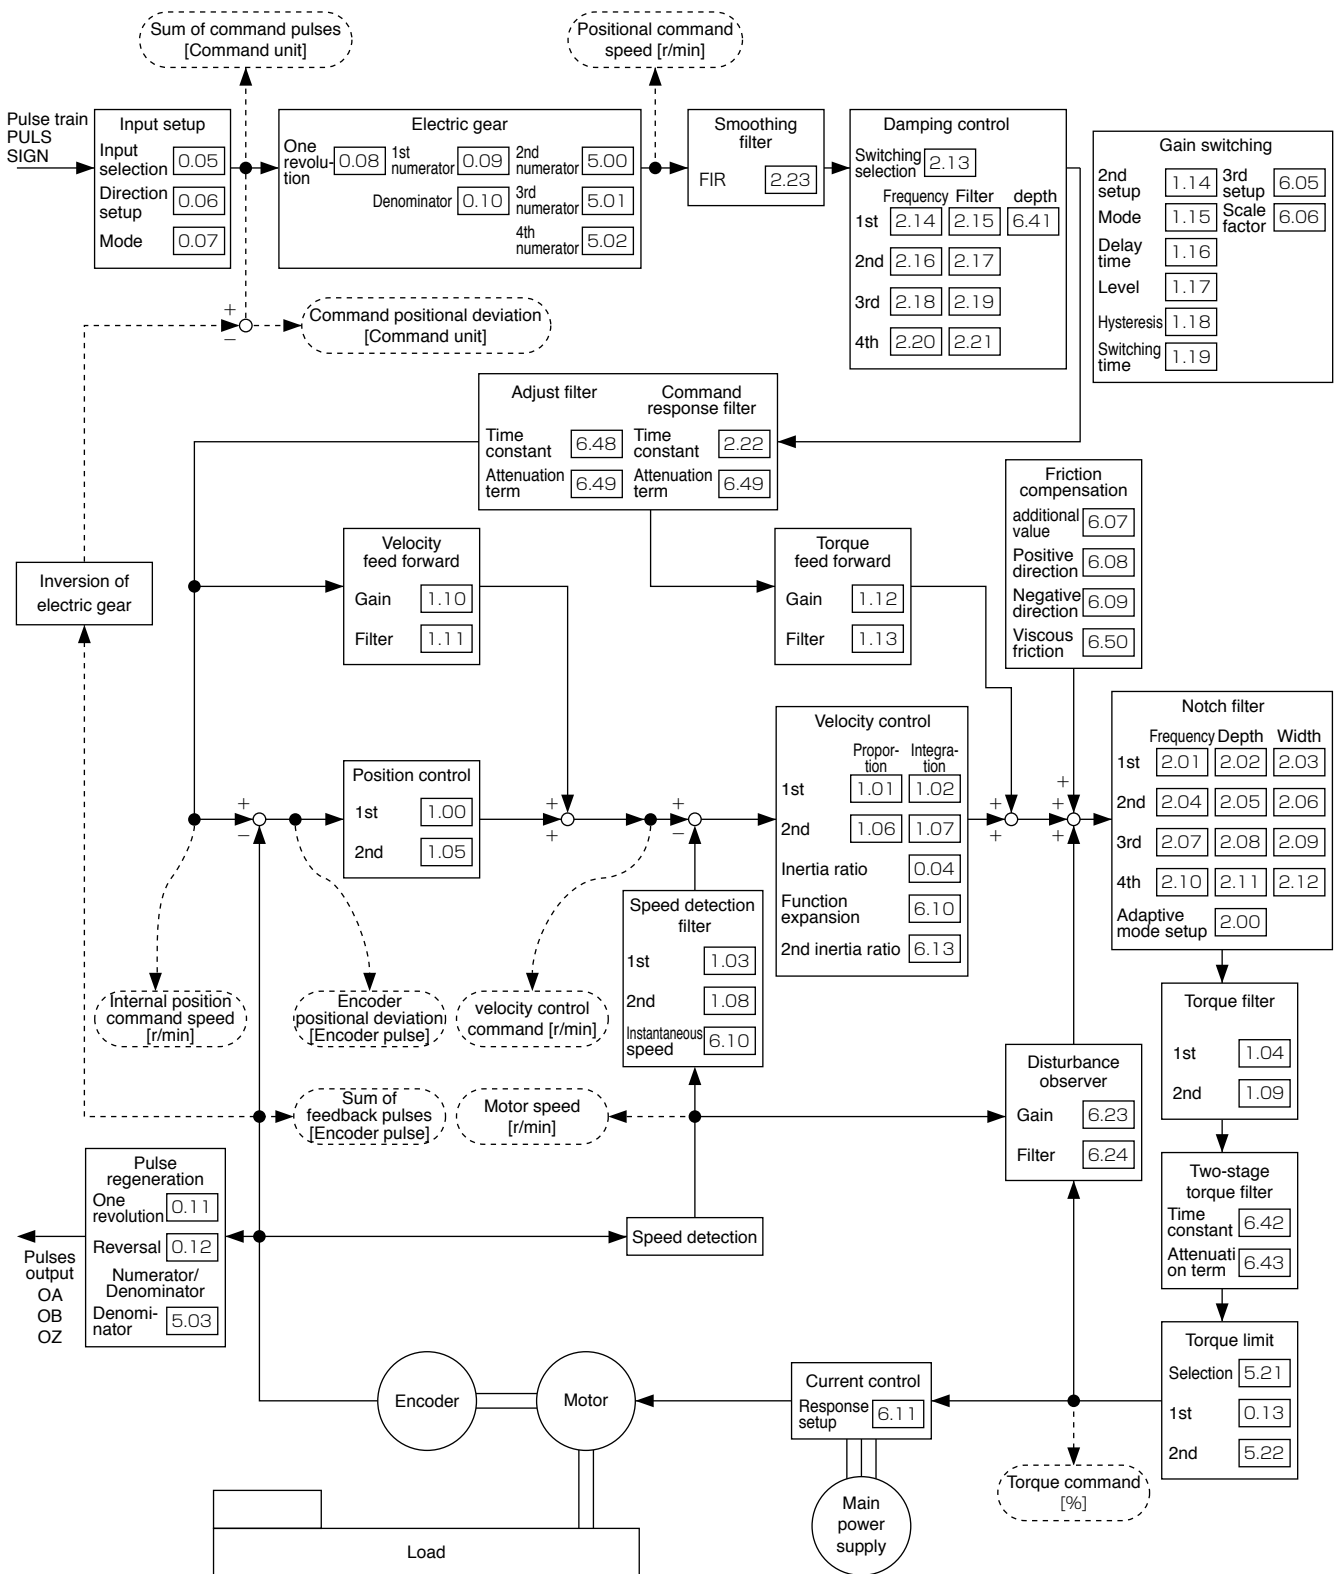 Sum of command pulses
[Command unit]
Positional command
speed [r/min]
Pulse train
PULS
SIGN
Input setup
Input
selection 0.05
Direction
setup 0.06
Mode 0.07
Electric gear
One
revolu-
tion 0.08
1st
numerator 0.09
2nd
numerator 5.00
Denominator 0.10
3rd
numerator 5.01
4th
numerator 5.02
Smoothing
filter
FIR 2.23
Damping control
Switching
selection 2.13
Frequency Filter depth
1st 2.14 2.15 6.41
2nd 2.16 2.17
3rd 2.18 2.19
4th 2.20 2.21
Gain switching
2nd
setup 1.14
3rd
setup 6.05
Mode 1.15
Scale
factor 6.06
Delay
time 1.16
Level 1.17
Hysteresis 1.18
Switching
time 1.19
+
−
Command positional deviation
[Command unit]
Adjust filter
Time
constant 6.48
Attenuation
term 6.49
Command
response filter
Time
constant 2.22
Attenuation
term 6.49
Friction
compensation
additional
value 6.07
Positive
direction 6.08
Negative
direction 6.09
Viscous
friction 6.50
Inversion of
electric gear
Velocity
feed forward
Gain 1.10
Filter 1.11
Torque
feed forward
Gain 1.12
Filter 1.13
+
−
Position control
1st 1.00
2nd 1.05
+
+
+
−
Velocity control
Propor-
tion
Integra-
tion
1st 1.01 1.02
2nd 1.06 1.07
Inertia ratio 0.04
Function
expansion 6.10
2nd inertia ratio 6.13
+
+
+
+
+
Notch filter
Frequency Depth Width
1st 2.01 2.02 2.03
2nd 2.04 2.05 2.06
3rd 2.07 2.08 2.09
4th 2.10 2.11 2.12
Adaptive
mode setup 2.00
Speed detection
filter
1st 1.03
2nd 1.08
Instantaneous
speed 6.10
Internal position
command speed
[r/min]
Encoder
positional deviation
[Encoder pulse]
velocity control
command [r/min]
Torque filter
1st 1.04
2nd 1.09
Disturbance
observer
Gain 6.23
Filter 6.24
Sum of
feedback pulses
[Encoder pulse]
Motor speed
[r/min]
Pulse
regeneration
One
revolution 0.11
Reversal 0.12
Numerator/
Denominator
Denomi-
nator 5.03
Pulses
output
OA
OB
OZ
Speed detection
Two-stage
torque filter
Time
constant 6.42
Attenuati
on term 6.43
Torque limit
Selection 5.21
1st 0.13
2nd 5.22
Encoder
Motor
Current control
Response
setup 6.11
Torque command
[%]
Main
power
supply
Load